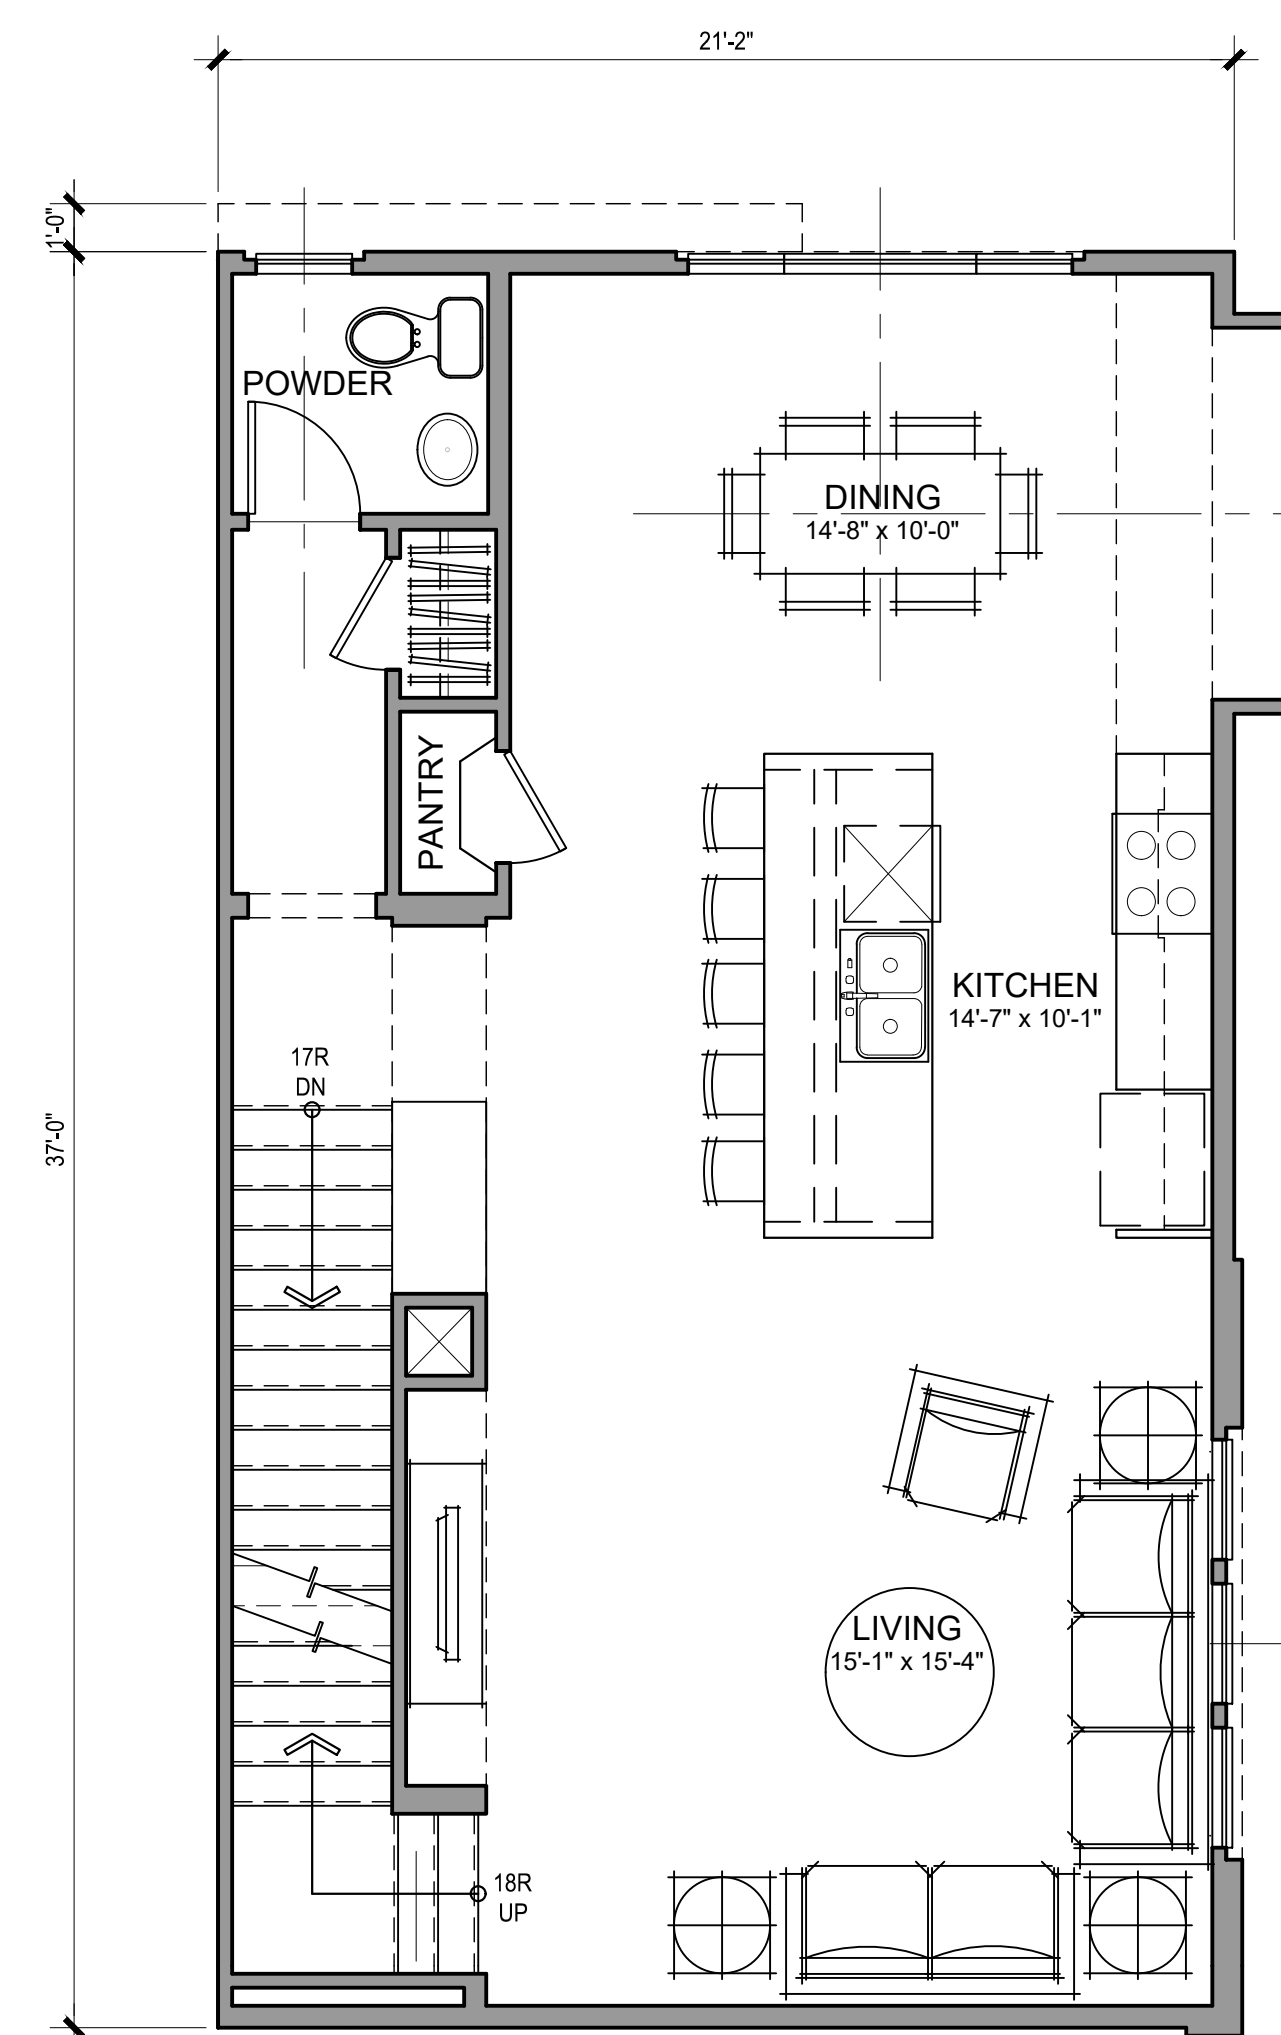 21'-2"
1'-0"
POWDER
DINING
14'-8" x 10'-0"
PANTRY
KITCHEN
14'-7" x 10'-1"
17R
DN
37'-0"
LIVING
15'-1" x 15'-4"
18R
UP